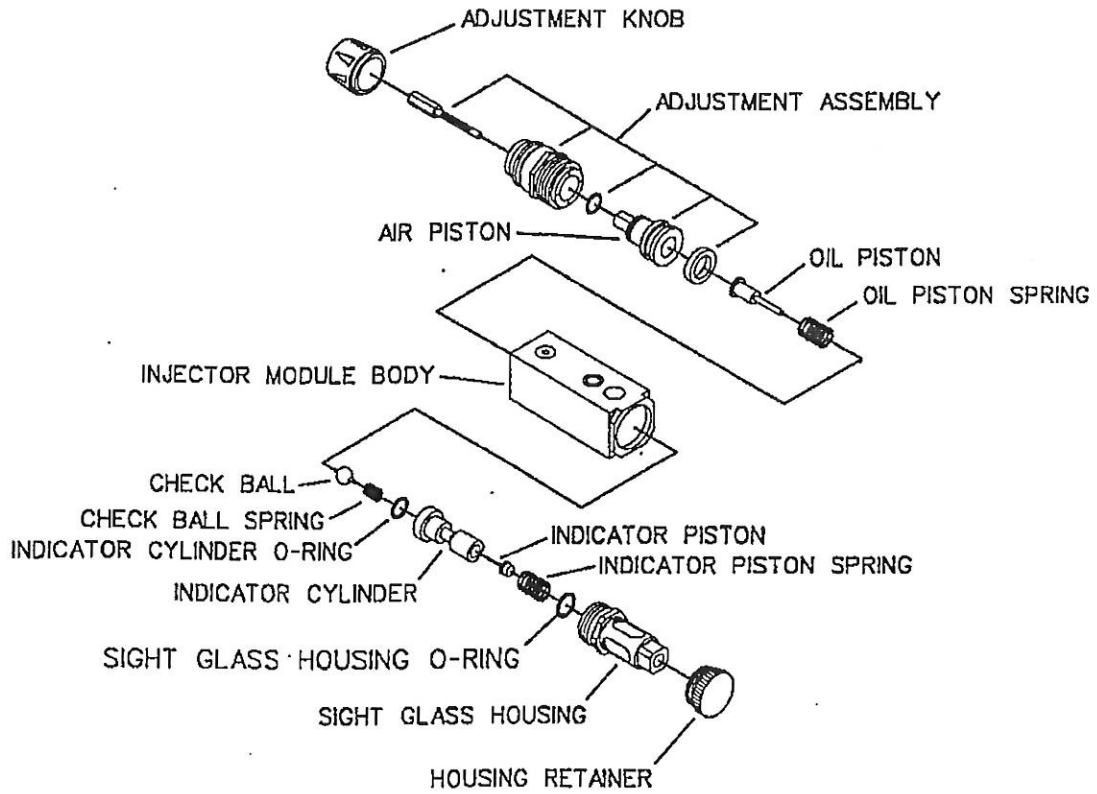 ADJUSTMENT KNOB
ADJUSTMENT ASSEMBLY
AIR PISTON
OIL PISTON
OIL PISTON SPRING
INJECTOR MODULE BODY
CHECK BALL
CHECK BALL SPRING
INDICATOR CYLINDER O-RING
INDICATOR PISTON
INDICATOR PISTON SPRING
INDICATOR CYLINDER
SIGHT GLASS HOUSING O-RING
SIGHT GLASS HOUSING
HOUSING RETAINER